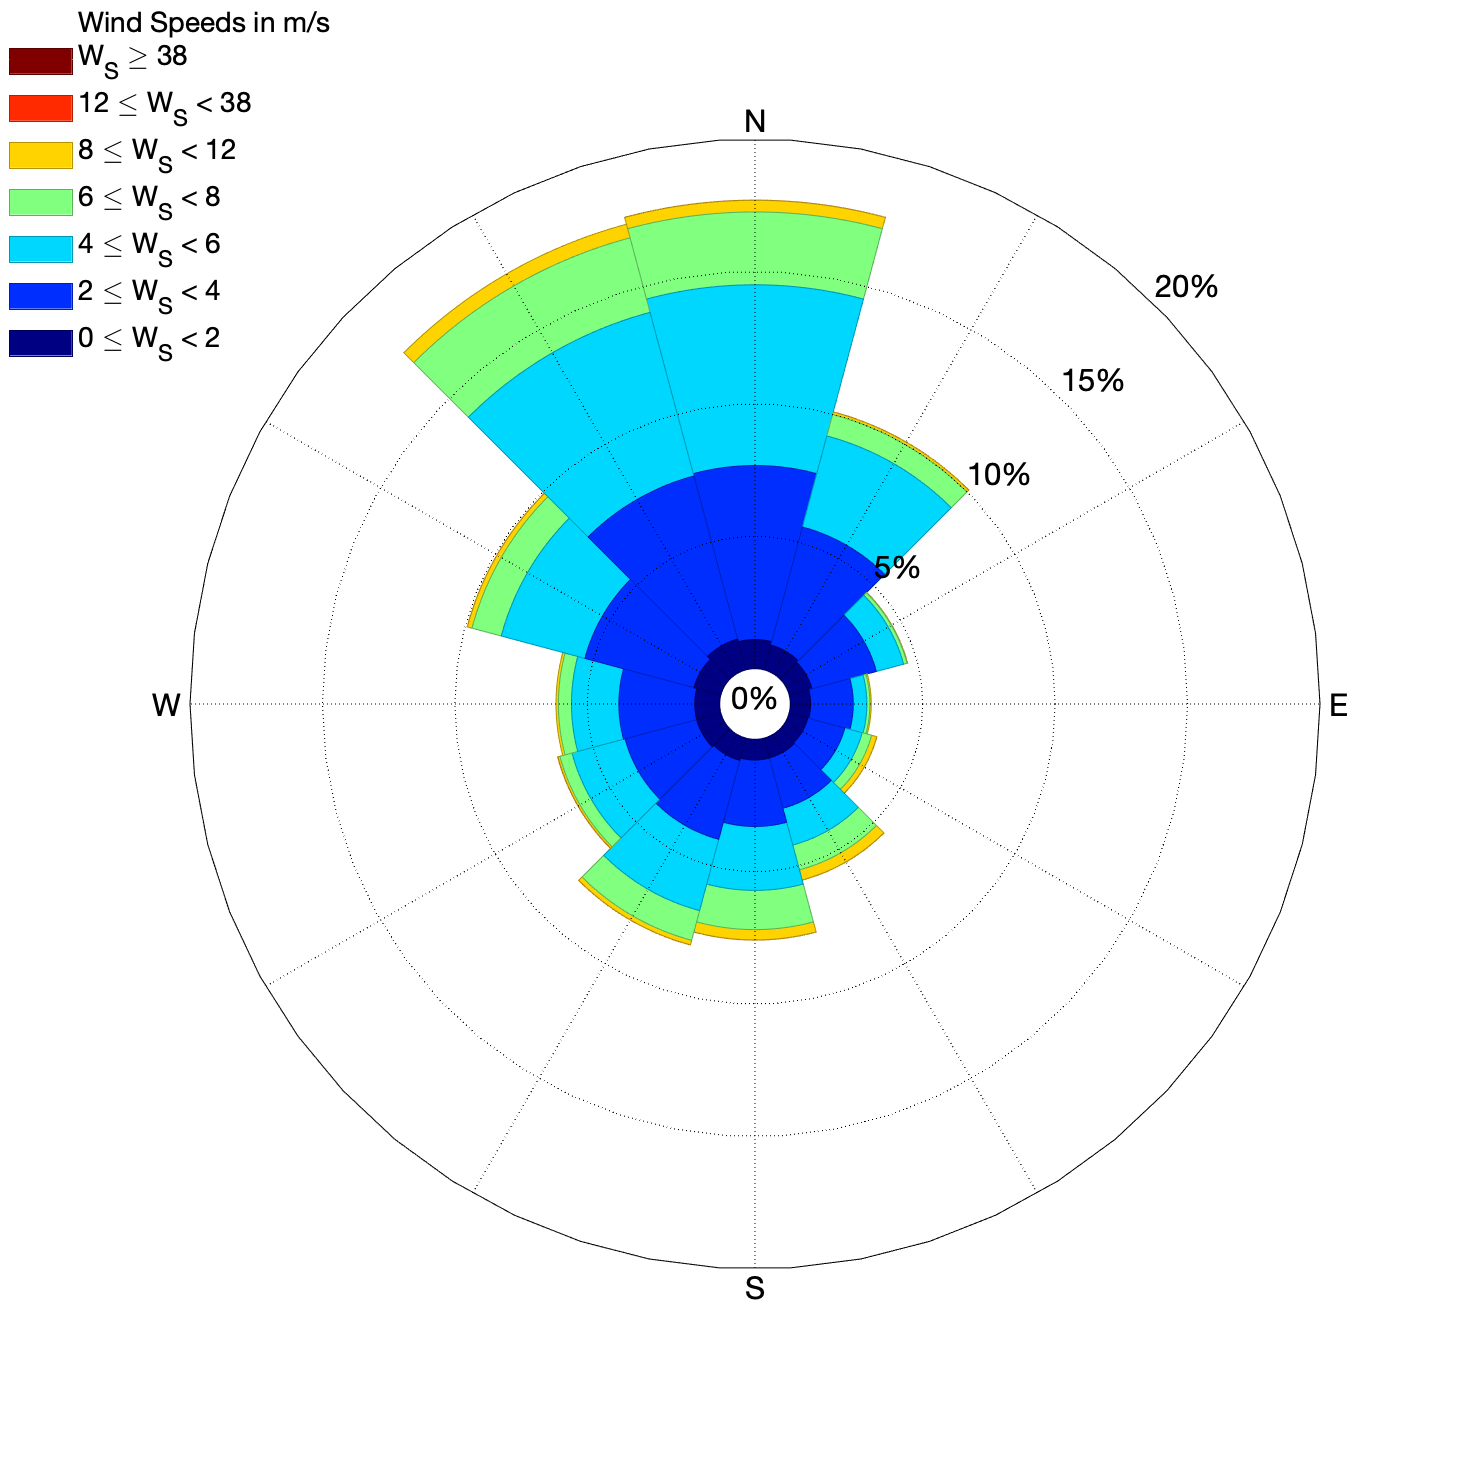 Wind Speeds in m/s
W_S ≥ 38
12 ≤ W_S < 38
8 ≤ W_S < 12
6 ≤ W_S < 8
4 ≤ W_S < 6
2 ≤ W_S < 4
0 ≤ W_S < 2
N
20%
15%
10%
5%
0%
W
E
S